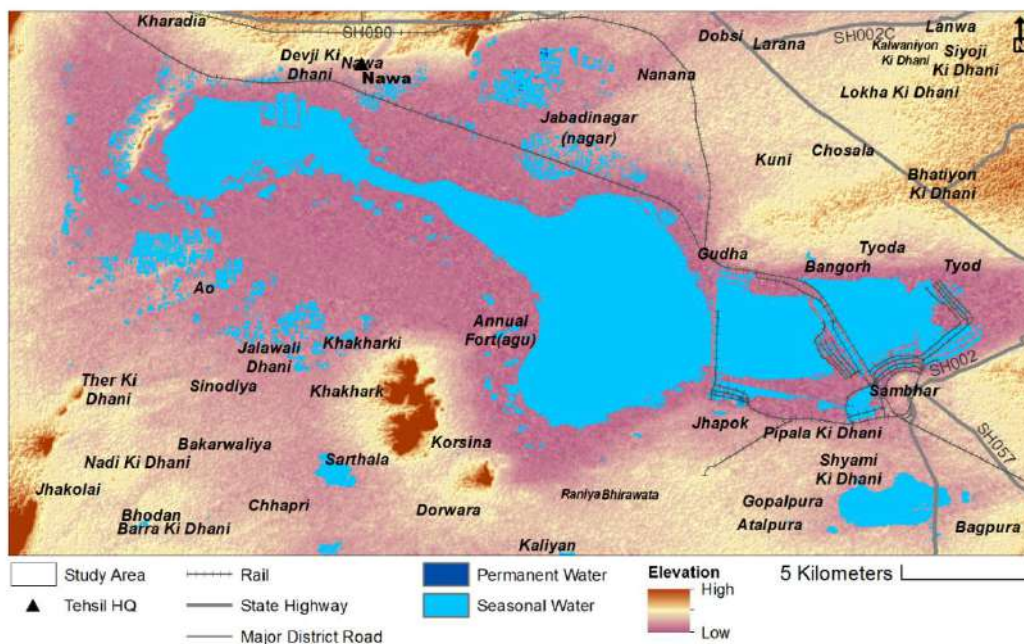 Kharadia
SH090
Dobsi
Larana
SH002C
Lanwa
Kalwaniyon
Ki Dhani
Siyoji
Ki Dhani
N
Devji Ki
Dhani
Nawa
Nawa
Nanana
Lokha Ki Dhani
Jabadinagar
(nagar)
Kuni
Chosala
Bhatiyon
Ki Dhani
Gudha
Tyoda
Bangorh
Tyod
Ao
Annual
Fort(agu)
Jalawali
Dhani
Khakharki
SH002
Ther Ki
Dhani
Sinodiya
Khakhark
Sambhar
Jhapok
Pipala Ki Dhani
SH057
Bakarwaliya
Korsina
Nadi Ki Dhani
Sarthala
Shyami
Ki Dhani
Jhakolai
Raniya Bhirawata
Gopalpura
Chhapri
Dorwara
Bhodan
Barra Ki Dhani
Atalpura
Bagpura
Kaliyan
Study Area
Rail
Permanent Water
Elevation
High
Low
5 Kilometers
Tehsil HQ
State Highway
Seasonal Water
Major District Road